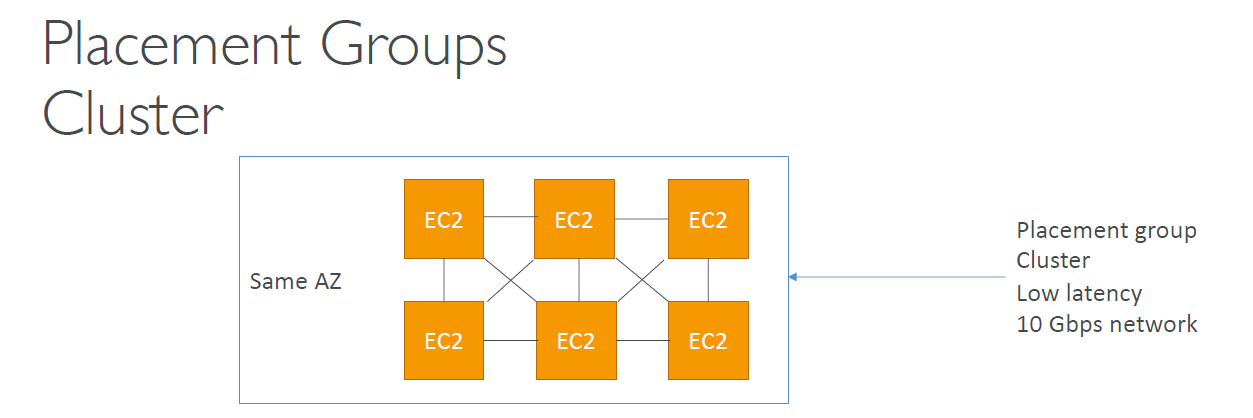 Placement Groups
Cluster
EC2
EC2
EC2
Same AZ
EC2
EC2
EC2
Placement group
Cluster
Low latency
10 Gbps network